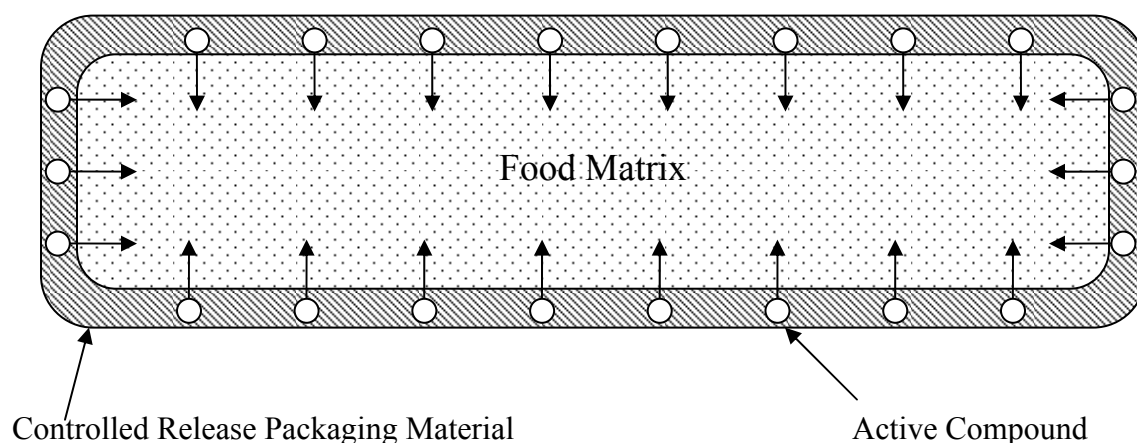 Food Matrix
Controlled Release Packaging Material
Active Compound